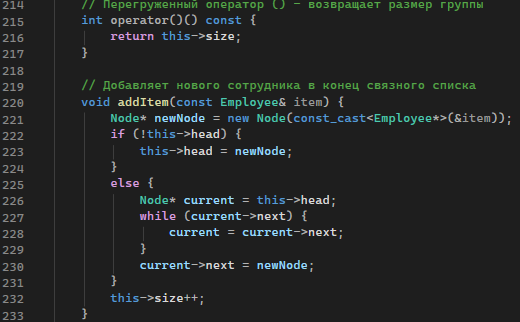 214 // Перегруженный оператор () - возвращает размер группы
215 int operator()() const {
216 return this->size;
217 }
218
219 // Добавляет нового сотрудника в конец связного списка
220 void addItem(const Employee& item) {
221 Node* newNode = new Node(const_cast<Employee*>(&item));
222 if (!this->head) {
223 this->head = newNode;
224 }
225 else {
226 Node* current = this->head;
227 while (current->next) {
228 current = current->next;
229 }
230 current->next = newNode;
231 }
232 this->size++;
233 }